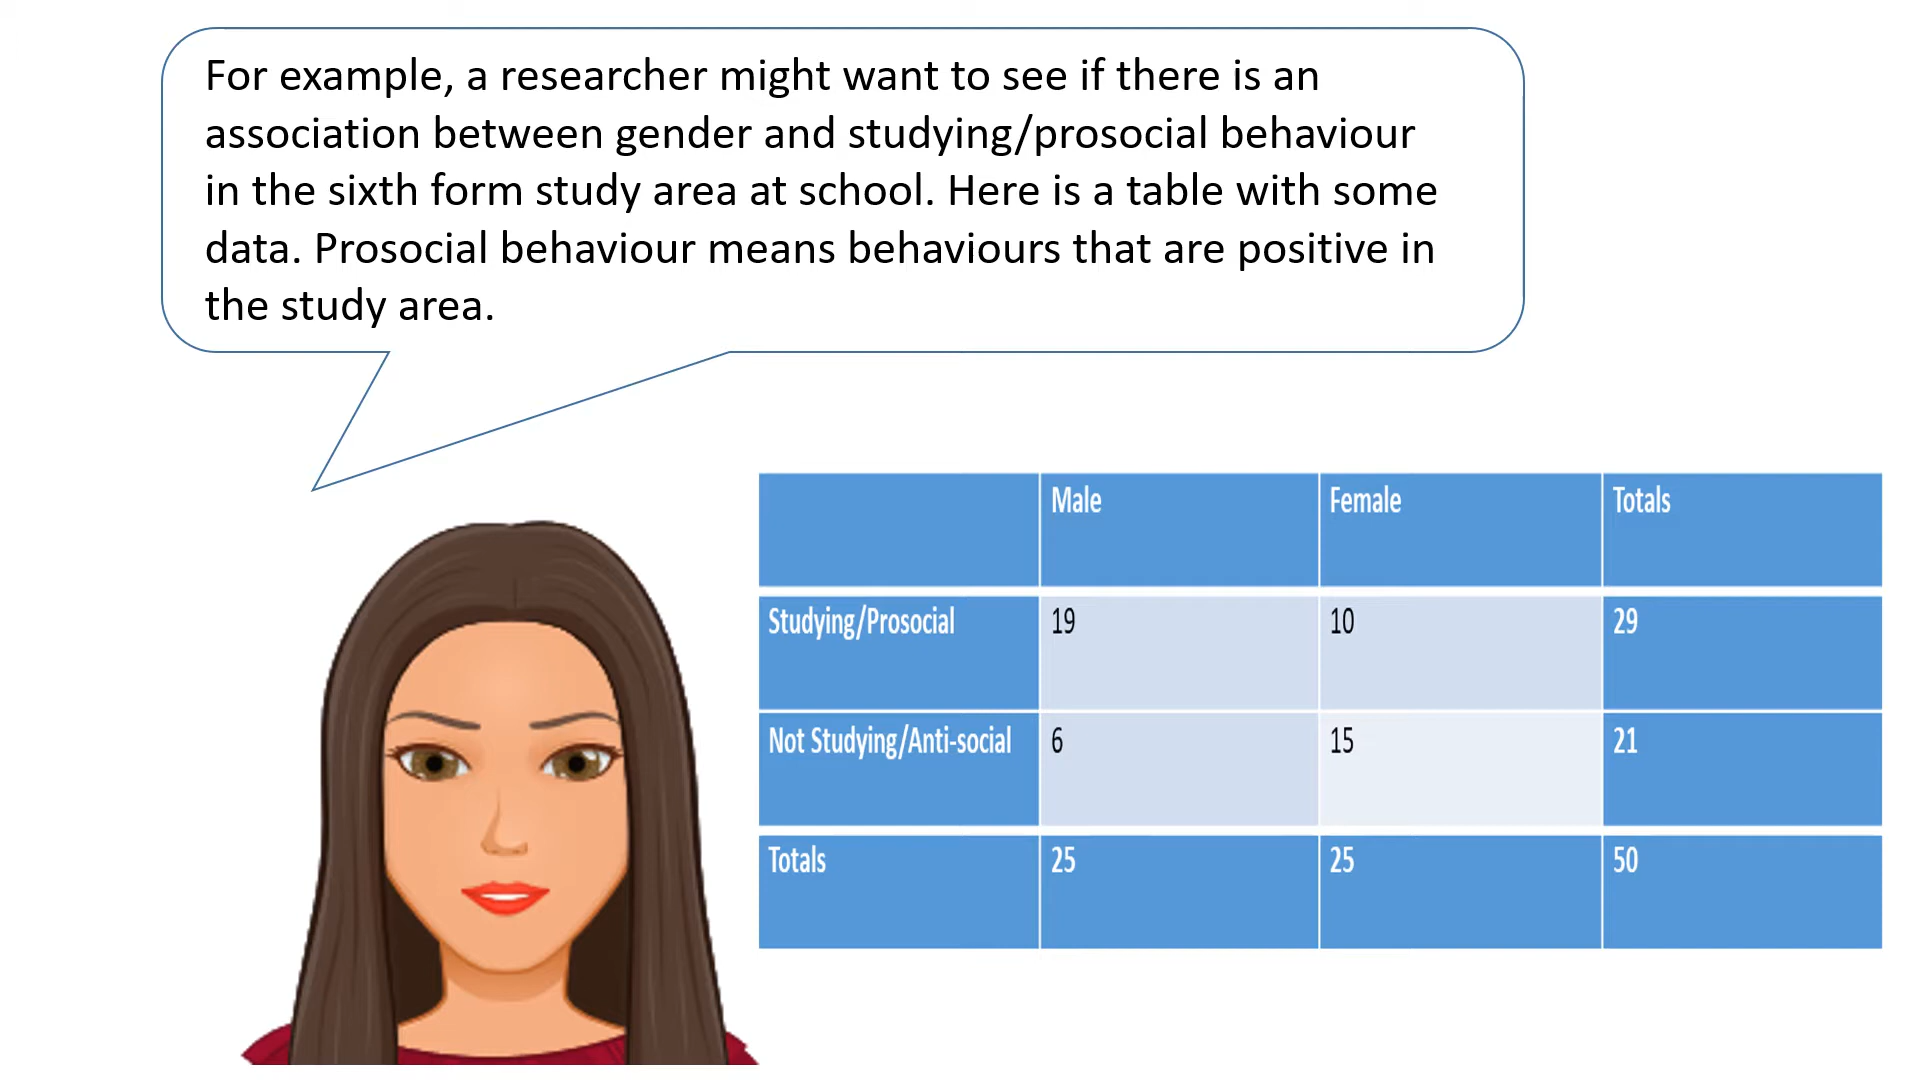 For example, a researcher might want to see if there is an
association between gender and studying/prosocial behaviour
in the sixth form study area at school. Here is a table with some
data. Prosocial behaviour means behaviours that are positive in
the study area.
Male Female Totals
Studying/Prosocial 19 10 29
Not Studying/Anti-social 6 15 21
Totals 25 25 50